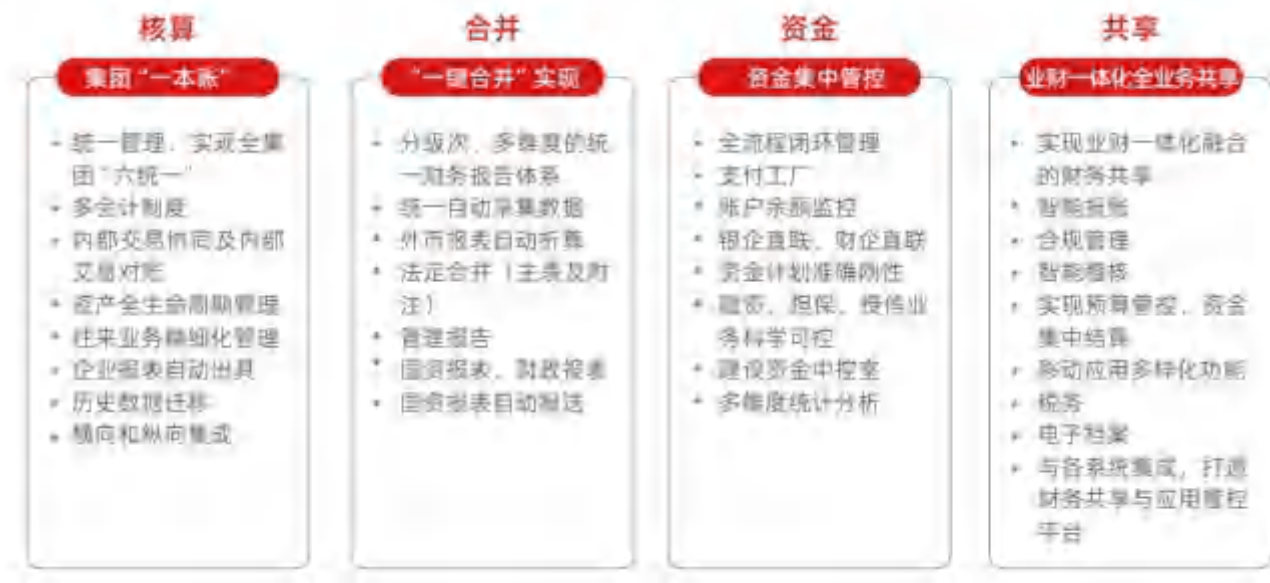 核算
集团“一本账”
统一管理，实现全集
团“六统一”
多会计制度
内部交易协同及内部
交易对账
资产全生命周期管理
往来业务精细化管理
企业报表自动出具
历史数据迁移
横向和纵向集成
合并
“一键合并”实现
分级次、多维度的统
一财务报告体系
统一自动采集数据
外币报表自动折算
法定合并（主表及附
注）
管理报告
国资报表、财政报表
国资报表自动报送
资金
资金集中管控
全流程闭环管理
支付工厂
账户余额监控
银企直联、财企直联
资金计划准确刚性
融资、担保、授信业
务科学可控
建设资金中控室
多维度统计分析
共享
业财一体化全业务共享
实现业财一体化融合
的财务共享
智能报账
合规管理
智能稽核
实现预算管控、资金
集中结算
移动应用多样化功能
税务
电子档案
与各系统集成，打造
财务共享与应用管控
平台